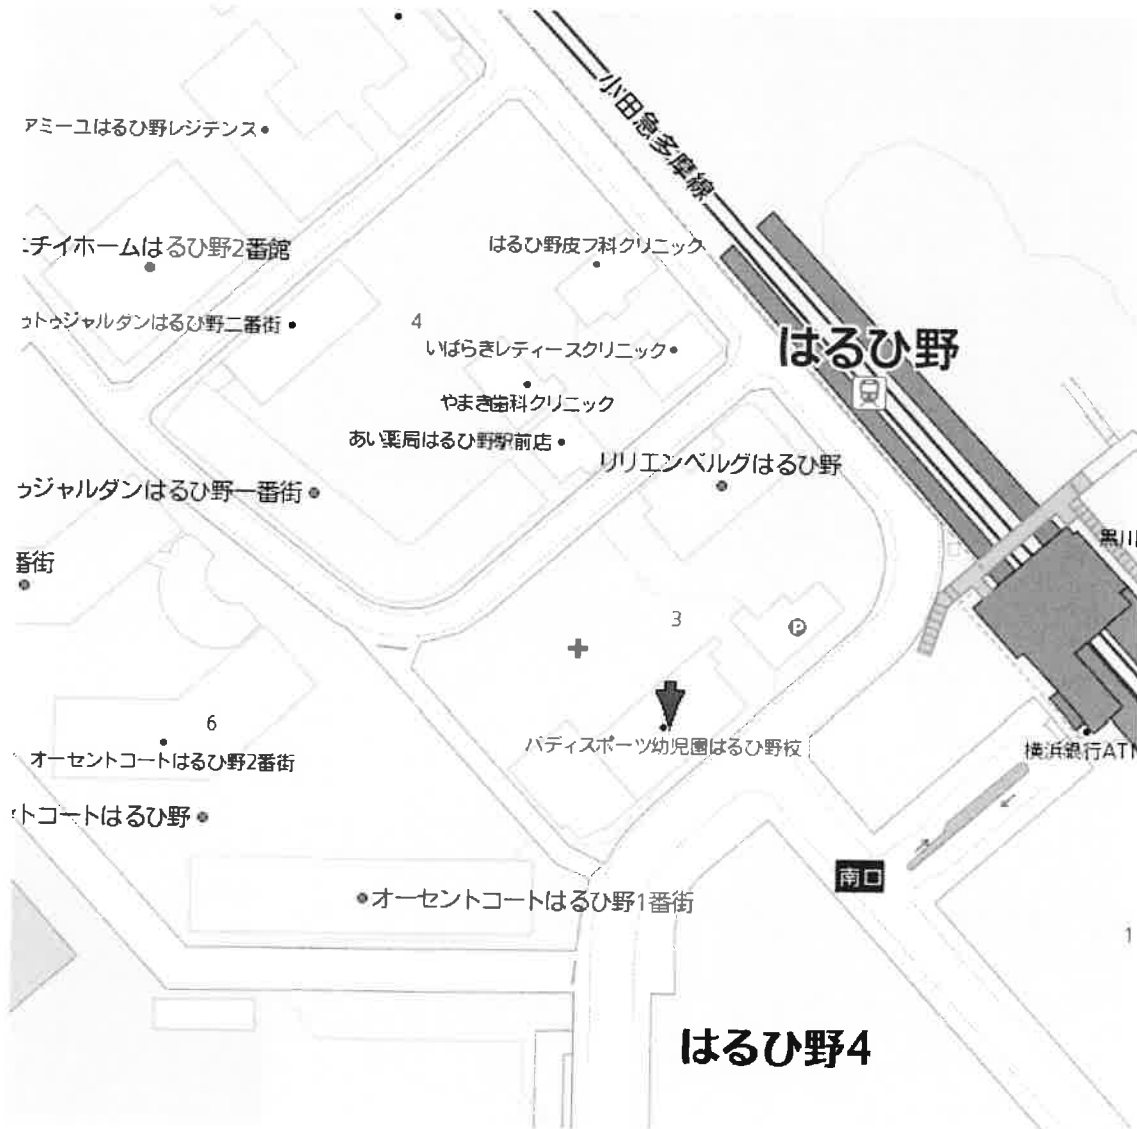 小田急多摩線
アミーユはるひ野レジデンス
チイホームはるひ野2番館
はるひ野皮フ科クリニック
トゥジャルダンはるひ野二番街
4
いばらきレディースクリニック
はるひ野
やまき歯科クリニック
あい薬局はるひ野駅前店
リリエンベルグはるひ野
ゥジャルダンはるひ野一番街
黒川
番街
3
P
6
バディスポーツ幼児園はるひ野校
オーセントコートはるひ野2番街
横浜銀行ATM
トコートはるひ野
南口
オーセントコートはるひ野1番街
1
はるひ野4